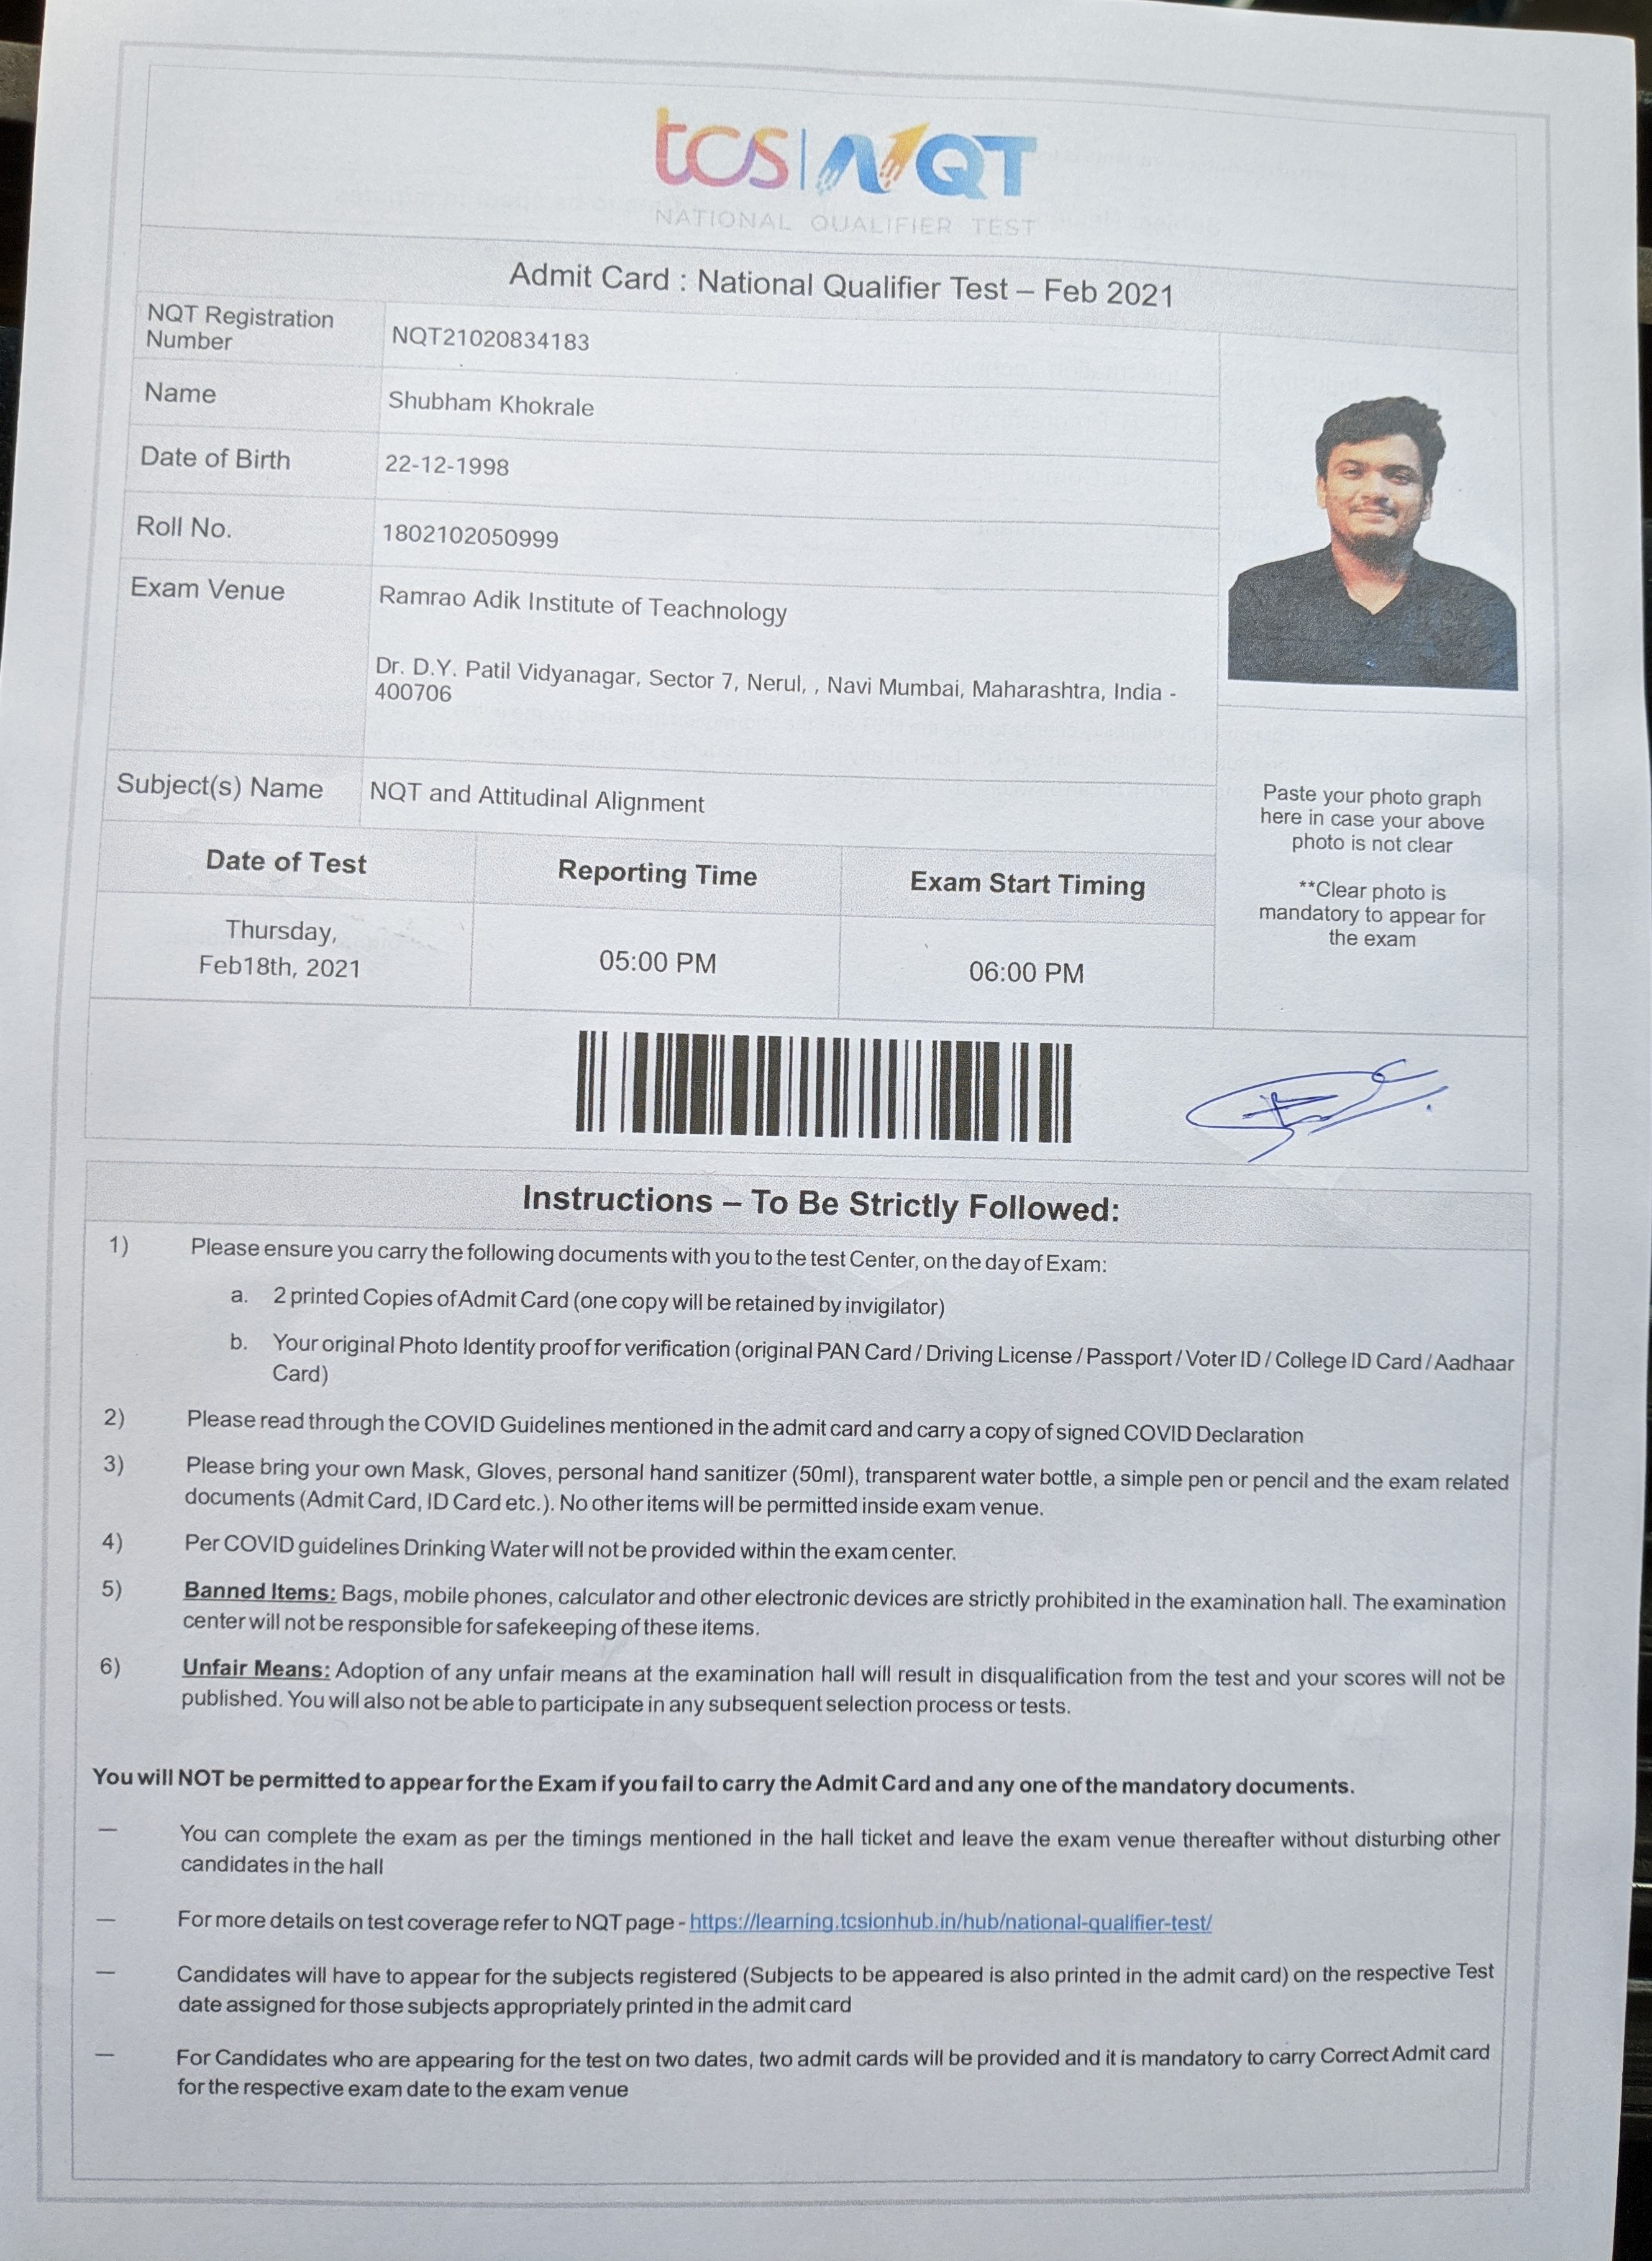 tcs|NQT
NATIONAL QUALIFIER TEST
Admit Card : National Qualifier Test – Feb 2021
NQT Registration
Number
NQT21020834183
Name
Shubham Khokrale
Date of Birth
22-12-1998
Roll No.
1802102050999
Exam Venue
Ramrao Adik Institute of Teachnology
Dr. D.Y. Patil Vidyanagar, Sector 7, Nerul, , Navi Mumbai, Maharashtra, India -
400706
Subject(s) Name
NQT and Attitudinal Alignment
Paste your photo graph
here in case your above
photo is not clear
**Clear photo is
mandatory to appear for
the exam
Date of Test
Reporting Time
Exam Start Timing
Thursday,
Feb18th, 2021
05:00 PM
06:00 PM
Instructions – To Be Strictly Followed:
1) Please ensure you carry the following documents with you to the test Center, on the day of Exam:
a. 2 printed Copies of Admit Card (one copy will be retained by invigilator)
b. Your original Photo Identity proof for verification (original PAN Card / Driving License / Passport / Voter ID / College ID Card / Aadhaar
Card)
2) Please read through the COVID Guidelines mentioned in the admit card and carry a copy of signed COVID Declaration
3) Please bring your own Mask, Gloves, personal hand sanitizer (50ml), transparent water bottle, a simple pen or pencil and the exam related
documents (Admit Card, ID Card etc.). No other items will be permitted inside exam venue.
4) Per COVID guidelines Drinking Water will not be provided within the exam center.
5) Banned Items: Bags, mobile phones, calculator and other electronic devices are strictly prohibited in the examination hall. The examination
center will not be responsible for safekeeping of these items.
6) Unfair Means: Adoption of any unfair means at the examination hall will result in disqualification from the test and your scores will not be
published. You will also not be able to participate in any subsequent selection process or tests.
You will NOT be permitted to appear for the Exam if you fail to carry the Admit Card and any one of the mandatory documents.
— You can complete the exam as per the timings mentioned in the hall ticket and leave the exam venue thereafter without disturbing other
candidates in the hall
— For more details on test coverage refer to NQT page - https://learning.tcsionhub.in/hub/national-qualifier-test/
— Candidates will have to appear for the subjects registered (Subjects to be appeared is also printed in the admit card) on the respective Test
date assigned for those subjects appropriately printed in the admit card
— For Candidates who are appearing for the test on two dates, two admit cards will be provided and it is mandatory to carry Correct Admit card
for the respective exam date to the exam venue